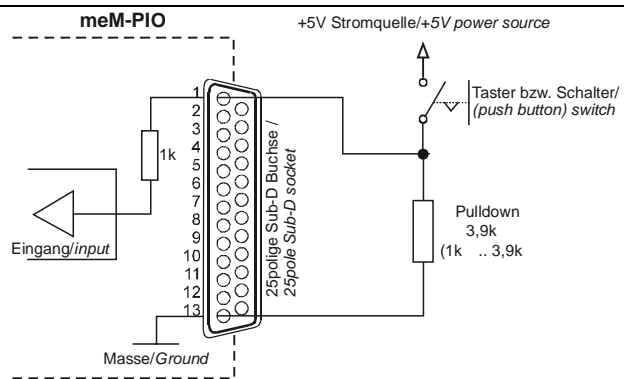 meM-PIO
+5V Stromquelle/+5V power source
Taster bzw. Schalter/
(push button) switch
1
2
3
4
5
6
7
8
9
10
11
12
13
1k
25polige Sub-D Buchse /
25pole Sub-D socket
Eingang/input
Pulldown
3,9k
(1k .. 3,9k
Masse/Ground